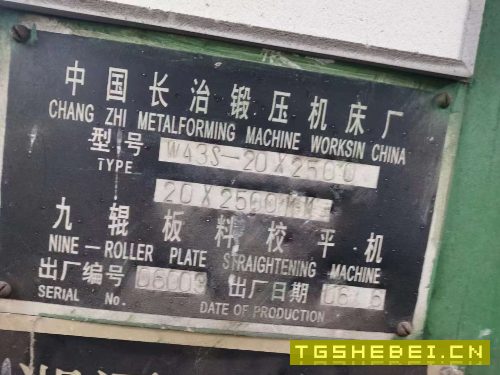 中国长治锻压机床厂
CHANG ZHI METALFORMING MACHINE WORKSIN CHINA
型号 W43S-20X2500
TYPE
20X2500
九辊板料校平机
NINE-ROLLER PLATE STRAIGHTENING MACHINE
出厂编号 06003 出厂日期
SERIAL No. DATE OF PRODUCTION
TGSHEBEI.CN